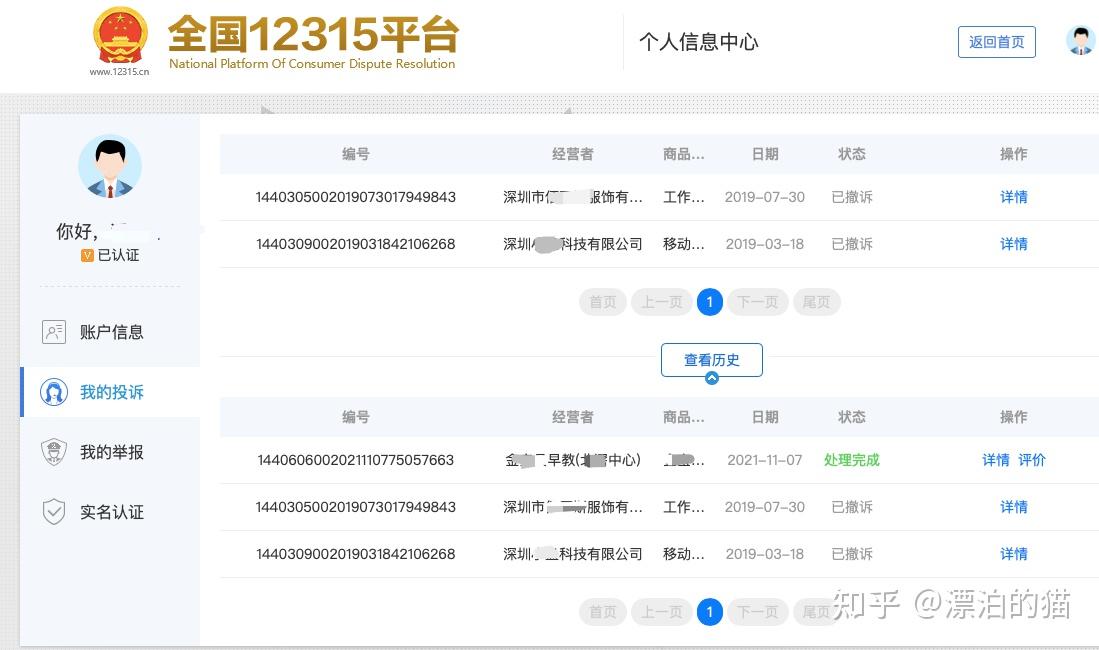 全国12315平台
National Platform Of Consumer Dispute Resolution
www.12315.cn
个人信息中心
返回首页
你好,
V 已认证
账户信息
我的投诉
我的举报
实名认证
编号 经营者 商品... 日期 状态 操作
1440305002019073017949843 深圳市 服饰有... 工作... 2019-07-30 已撤诉 详情
1440309002019031842106268 深圳 科技有限公司 移动... 2019-03-18 已撤诉 详情
首页 上一页 1 下一页 尾页
查看历史
编号 经营者 商品... 日期 状态 操作
1440606002021110775057663 金 早教( 中心) ... 2021-11-07 处理完成 详情 评价
1440305002019073017949843 深圳市 服饰有... 工作... 2019-07-30 已撤诉 详情
1440309002019031842106268 深圳 科技有限公司 移动... 2019-03-18 已撤诉 详情
首页 上一页 1 下一页 尾页
知乎 @漂泊的猫